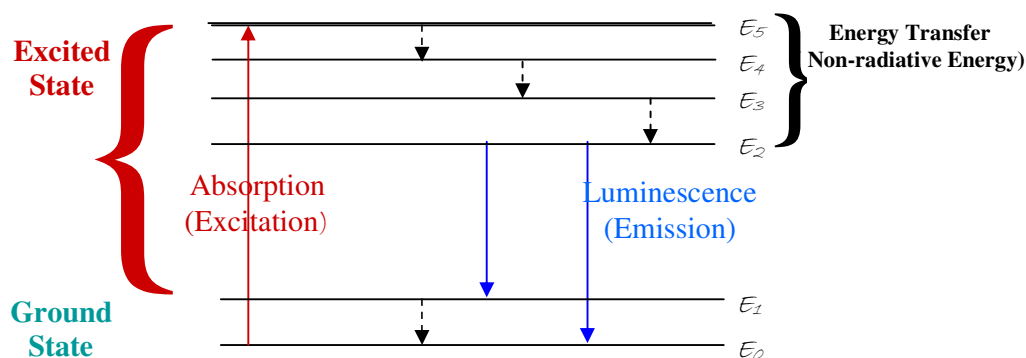 Excited
State
E5
E4
E3
E2
Energy Transfer
Non-radiative Energy)
Absorption
(Excitation)
Luminescence
(Emission)
Ground
State
E1
E0